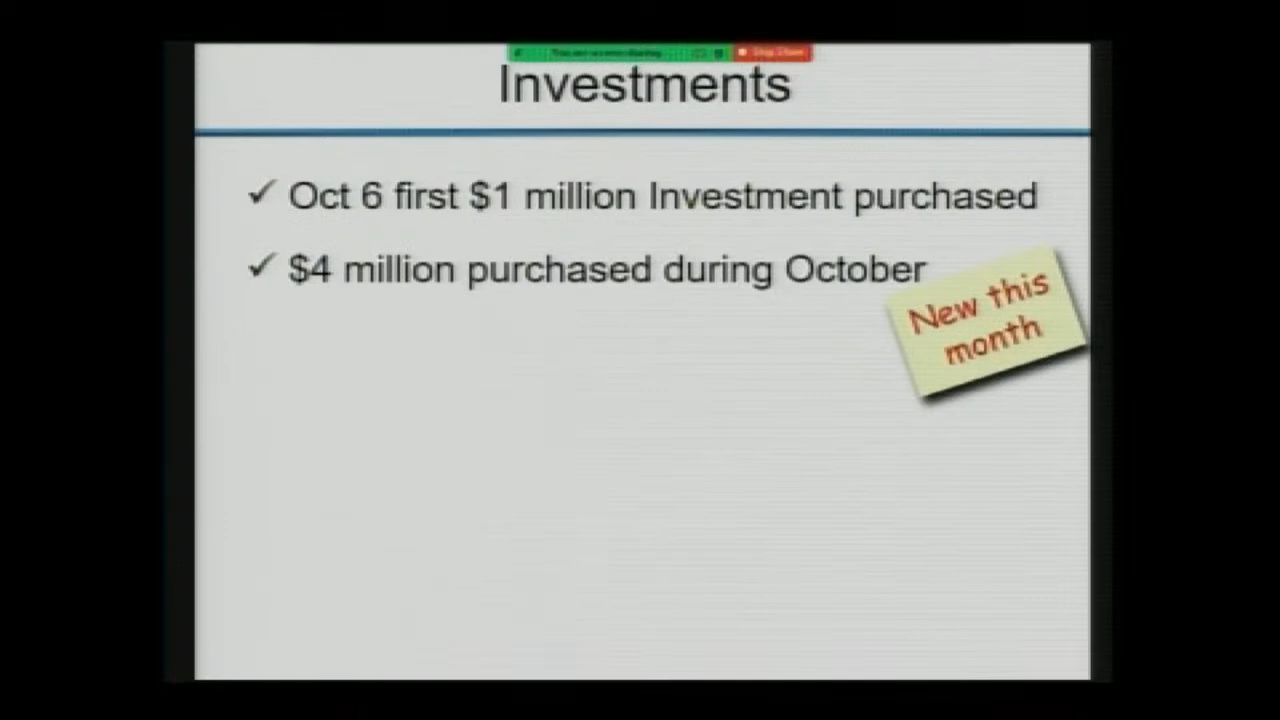 Investments
✓ Oct 6 first $1 million Investment purchased
✓ $4 million purchased during October
New this
month